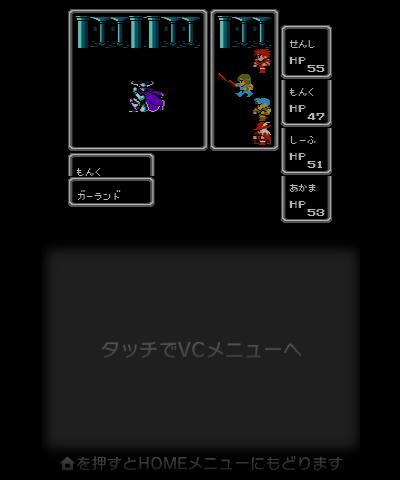 せんし
HP
55
もんく
HP
47
しーふ
HP
51
あかま
HP
53
もんく
ガーランド
タッチでVCメニューへ
を押すとHOMEメニューにもどります